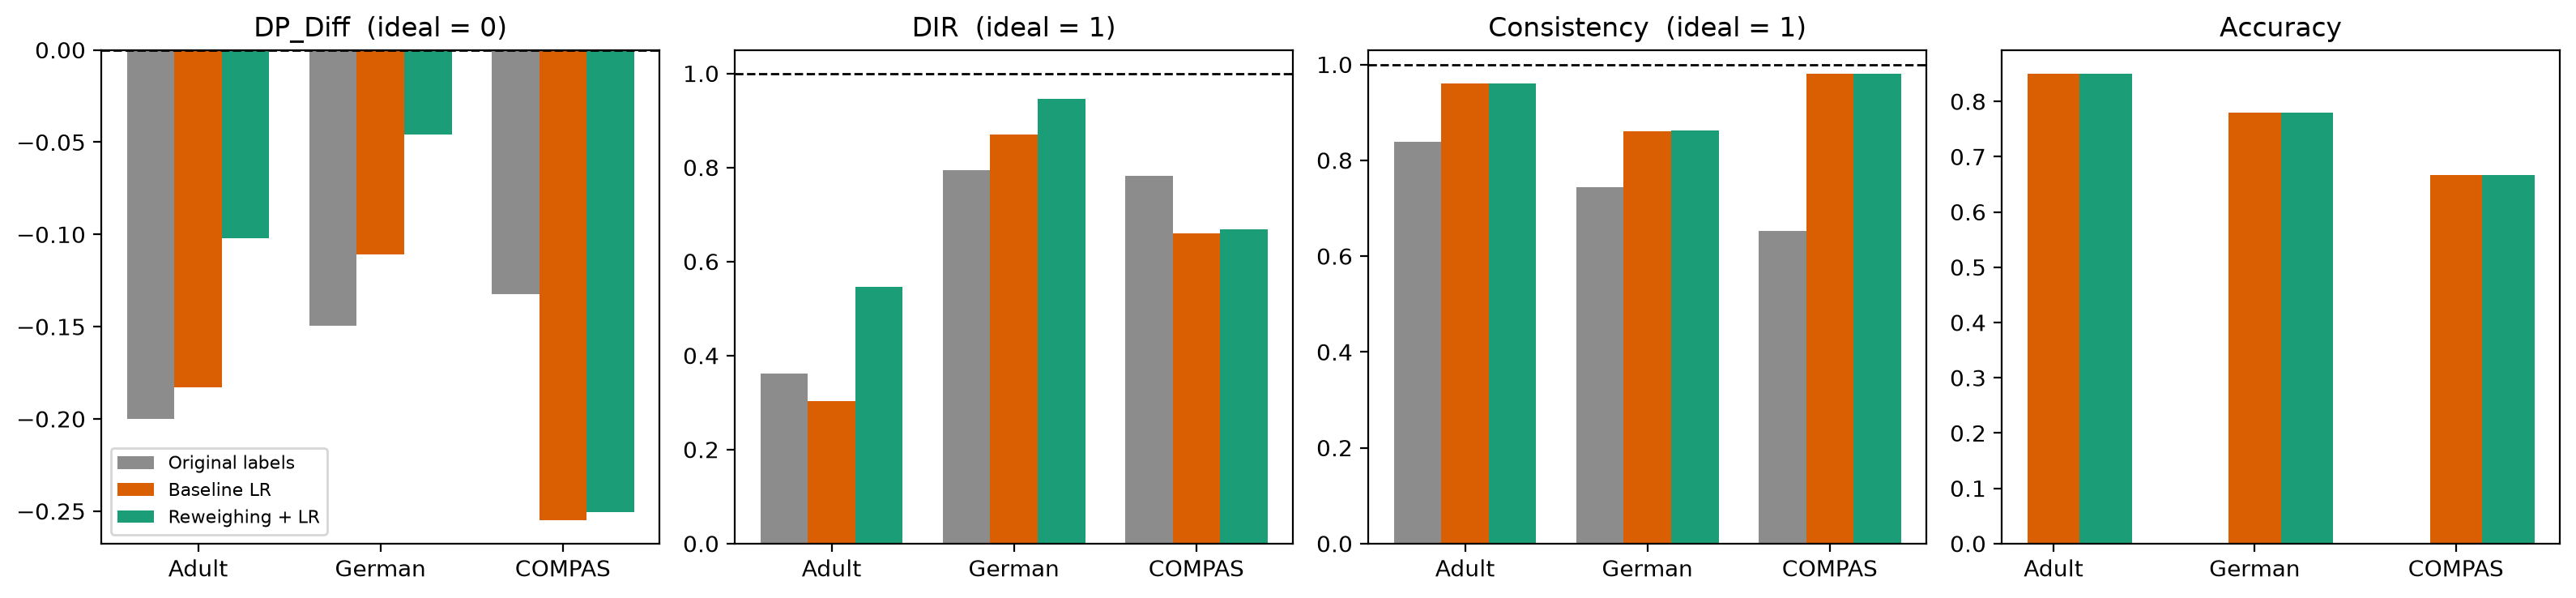 DP_Diff  (ideal = 0)
0.00
−0.05
−0.10
−0.15
−0.20
−0.25
Original labels
Baseline LR
Reweighing + LR
Adult German COMPAS
DIR  (ideal = 1)
1.0
0.8
0.6
0.4
0.2
0.0
Adult German COMPAS
Consistency  (ideal = 1)
1.0
0.8
0.6
0.4
0.2
0.0
Adult German COMPAS
Accuracy
0.8
0.7
0.6
0.5
0.4
0.3
0.2
0.1
0.0
Adult German COMPAS